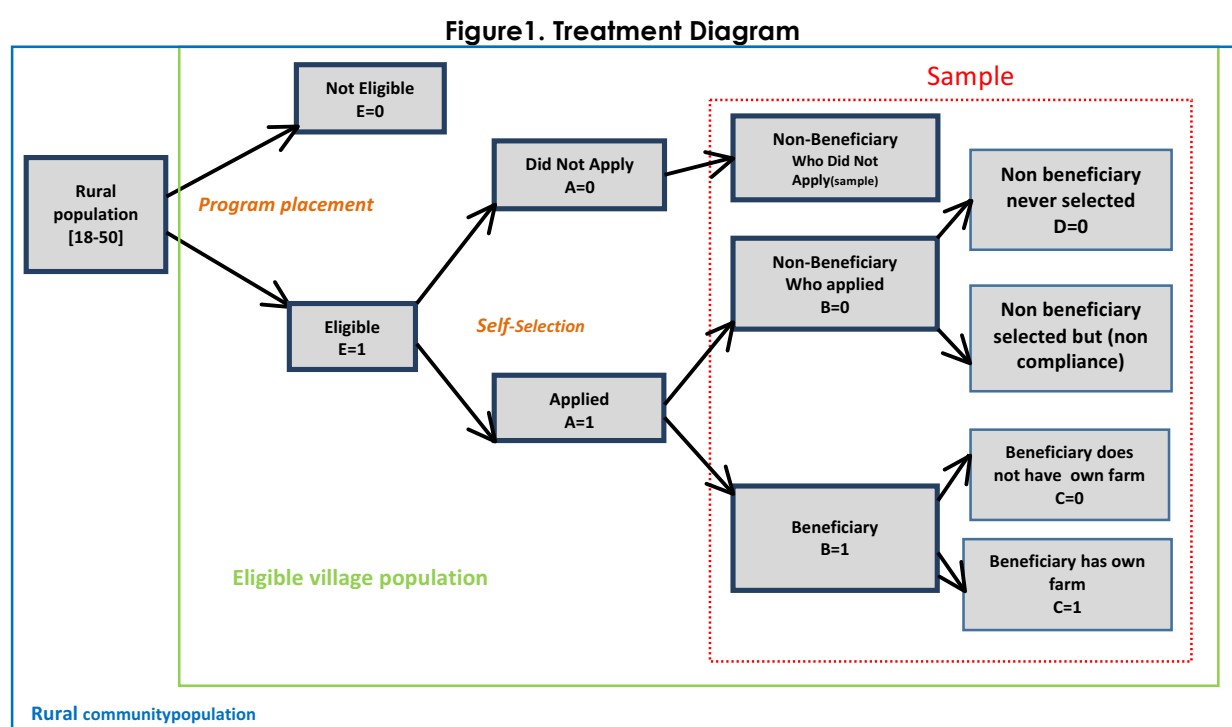 Figure1. Treatment Diagram
Sample
Not Eligible
E=0
Rural
population
[18-50]
Program placement
Did Not Apply
A=0
Non-Beneficiary
Who Did Not
Apply(sample)
Non beneficiary
never selected
D=0
Non-Beneficiary
Who applied
B=0
Eligible
E=1
Self-Selection
Non beneficiary
selected but (non
compliance)
Applied
A=1
Beneficiary does
not have own farm
C=0
Beneficiary
B=1
Beneficiary has own
farm
C=1
Eligible village population
Rural communitypopulation